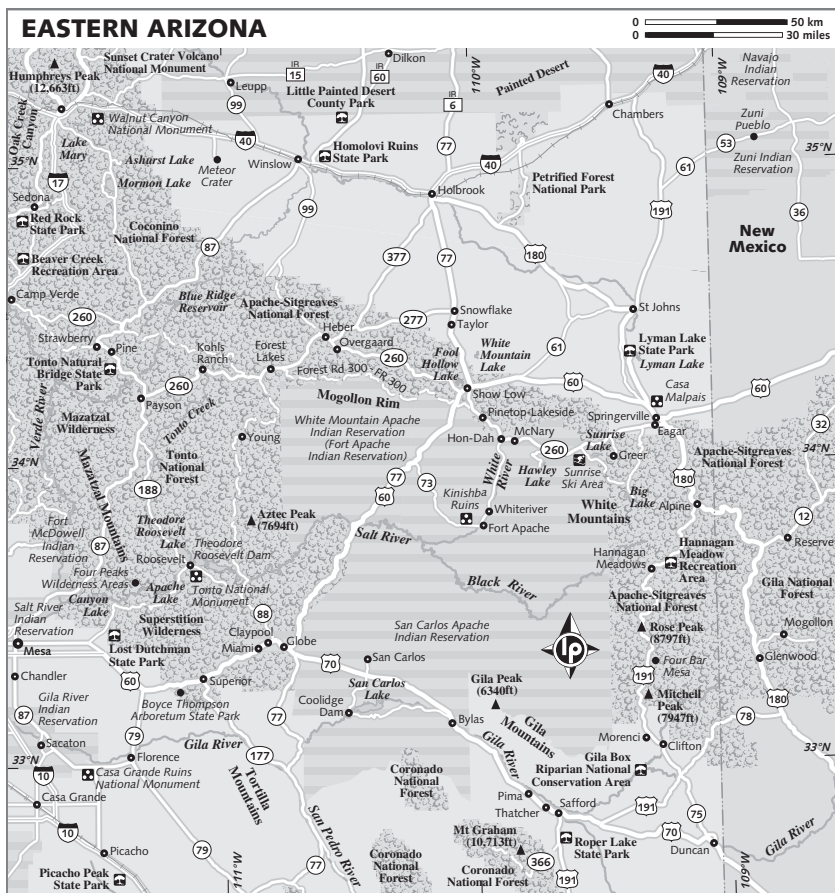 EASTERN ARIZONA
0 50 km
0 30 miles
Humphreys Peak
(12,663ft)
Sunset Crater Volcano
National Monument
Leupp
IR
15
IR
60
Dilkon
110°W
IR
6
Painted Desert
40
109°W
Navajo
Indian
Reservation
Little Painted Desert
County Park
99
Chambers
Oak Creek
Canyon
Walnut Canyon
National Monument
Lake
Mary
40
77
Zuni
Pueblo
53
35°N
35°N
Ashurst Lake
Meteor
Crater
Winslow
Homolovi Ruins
State Park
40
Zuni Indian
Reservation
61
Mormon Lake
17
Petrified Forest
National Park
Holbrook
Sedona
Red Rock
State Park
99
191
36
Coconino
National Forest
87
New
Mexico
377
77
180
Beaver Creek
Recreation Area
Camp Verde
Blue Ridge
Reservoir
Apache-Sitgreaves
National Forest
Snowflake
St Johns
260
277
Taylor
Strawberry
Pine
Heber
Overgaard
White
Mountain
Lake
61
Lyman Lake
State Park
Kohls
Ranch
Forest
Lakes
260
Fool
Hollow
Lake
Lyman Lake
Tonto Natural
Bridge State
Park
Forest Rd 300 - FR 300
60
Casa
Malpais
60
260
Mogollon Rim
Show Low
Verde River
Payson
Tonto Creek
Pinetop-Lakeside
Springerville
Mazatzal
Wilderness
White Mountain Apache
Indian Reservation
(Fort Apache
Indian Reservation)
Hon-Dah
McNary
Sunrise
Lake
Eagar
32
Young
260
Greer
Apache-Sitgreaves
National Forest
34°N
34°N
Tonto
National
Forest
77
White
River
Hawley
Lake
Sunrise
Ski Area
180
Mazatzal Mountains
188
60
73
Kinishba
Ruins
White
Mountains
Big
Lake
Alpine
Theodore
Roosevelt
Lake
Aztec Peak
(7694ft)
Whiteriver
12
Fort
McDowell
Indian
Reservation
Fort Apache
87
Theodore
Roosevelt Dam
Salt River
Hannagan
Meadows
Hannagan
Meadow
Recreation
Area
Reserve
Roosevelt
Four Peaks
Wilderness Areas
Black River
Apache
Lake
Tonto National
Monument
Gila National
Forest
Canyon
Lake
Apache-Sitgreaves
National Forest
Salt River
Indian
Reservation
Superstition
Wilderness
88
San Carlos Apache
Indian Reservation
Rose Peak
(8797ft)
Mogollon
Claypool
lp
Mesa
Lost Dutchman
State Park
Miami
Globe
Glenwood
70
San Carlos
Four Bar
Mesa
Chandler
60
Superior
San Carlos
Lake
Gila Peak
(6340ft)
191
Mitchell
Peak
(7947ft)
180
Gila River
Indian
Reservation
Boyce Thompson
Arboretum State Park
Coolidge
Dam
Gila
Mountains
87
77
Bylas
78
79
Morenci
Clifton
Sacaton
Florence
Gila River
33°N
33°N
177
Gila River
Gila Box
Riparian National
Conservation Area
10
Casa Grande Ruins
National Monument
Tortilla
Mountains
Coronado
National
Forest
Pima
Casa Grande
Thatcher
Safford
191
75
San Pedro River
10
Mt Graham
(10,713ft)
70
79
Roper Lake
State Park
Gila River
Picacho
366
Duncan
Coronado
National
Forest
Picacho Peak
State Park
111°W
77
Coronado
National Forest
191
109°W